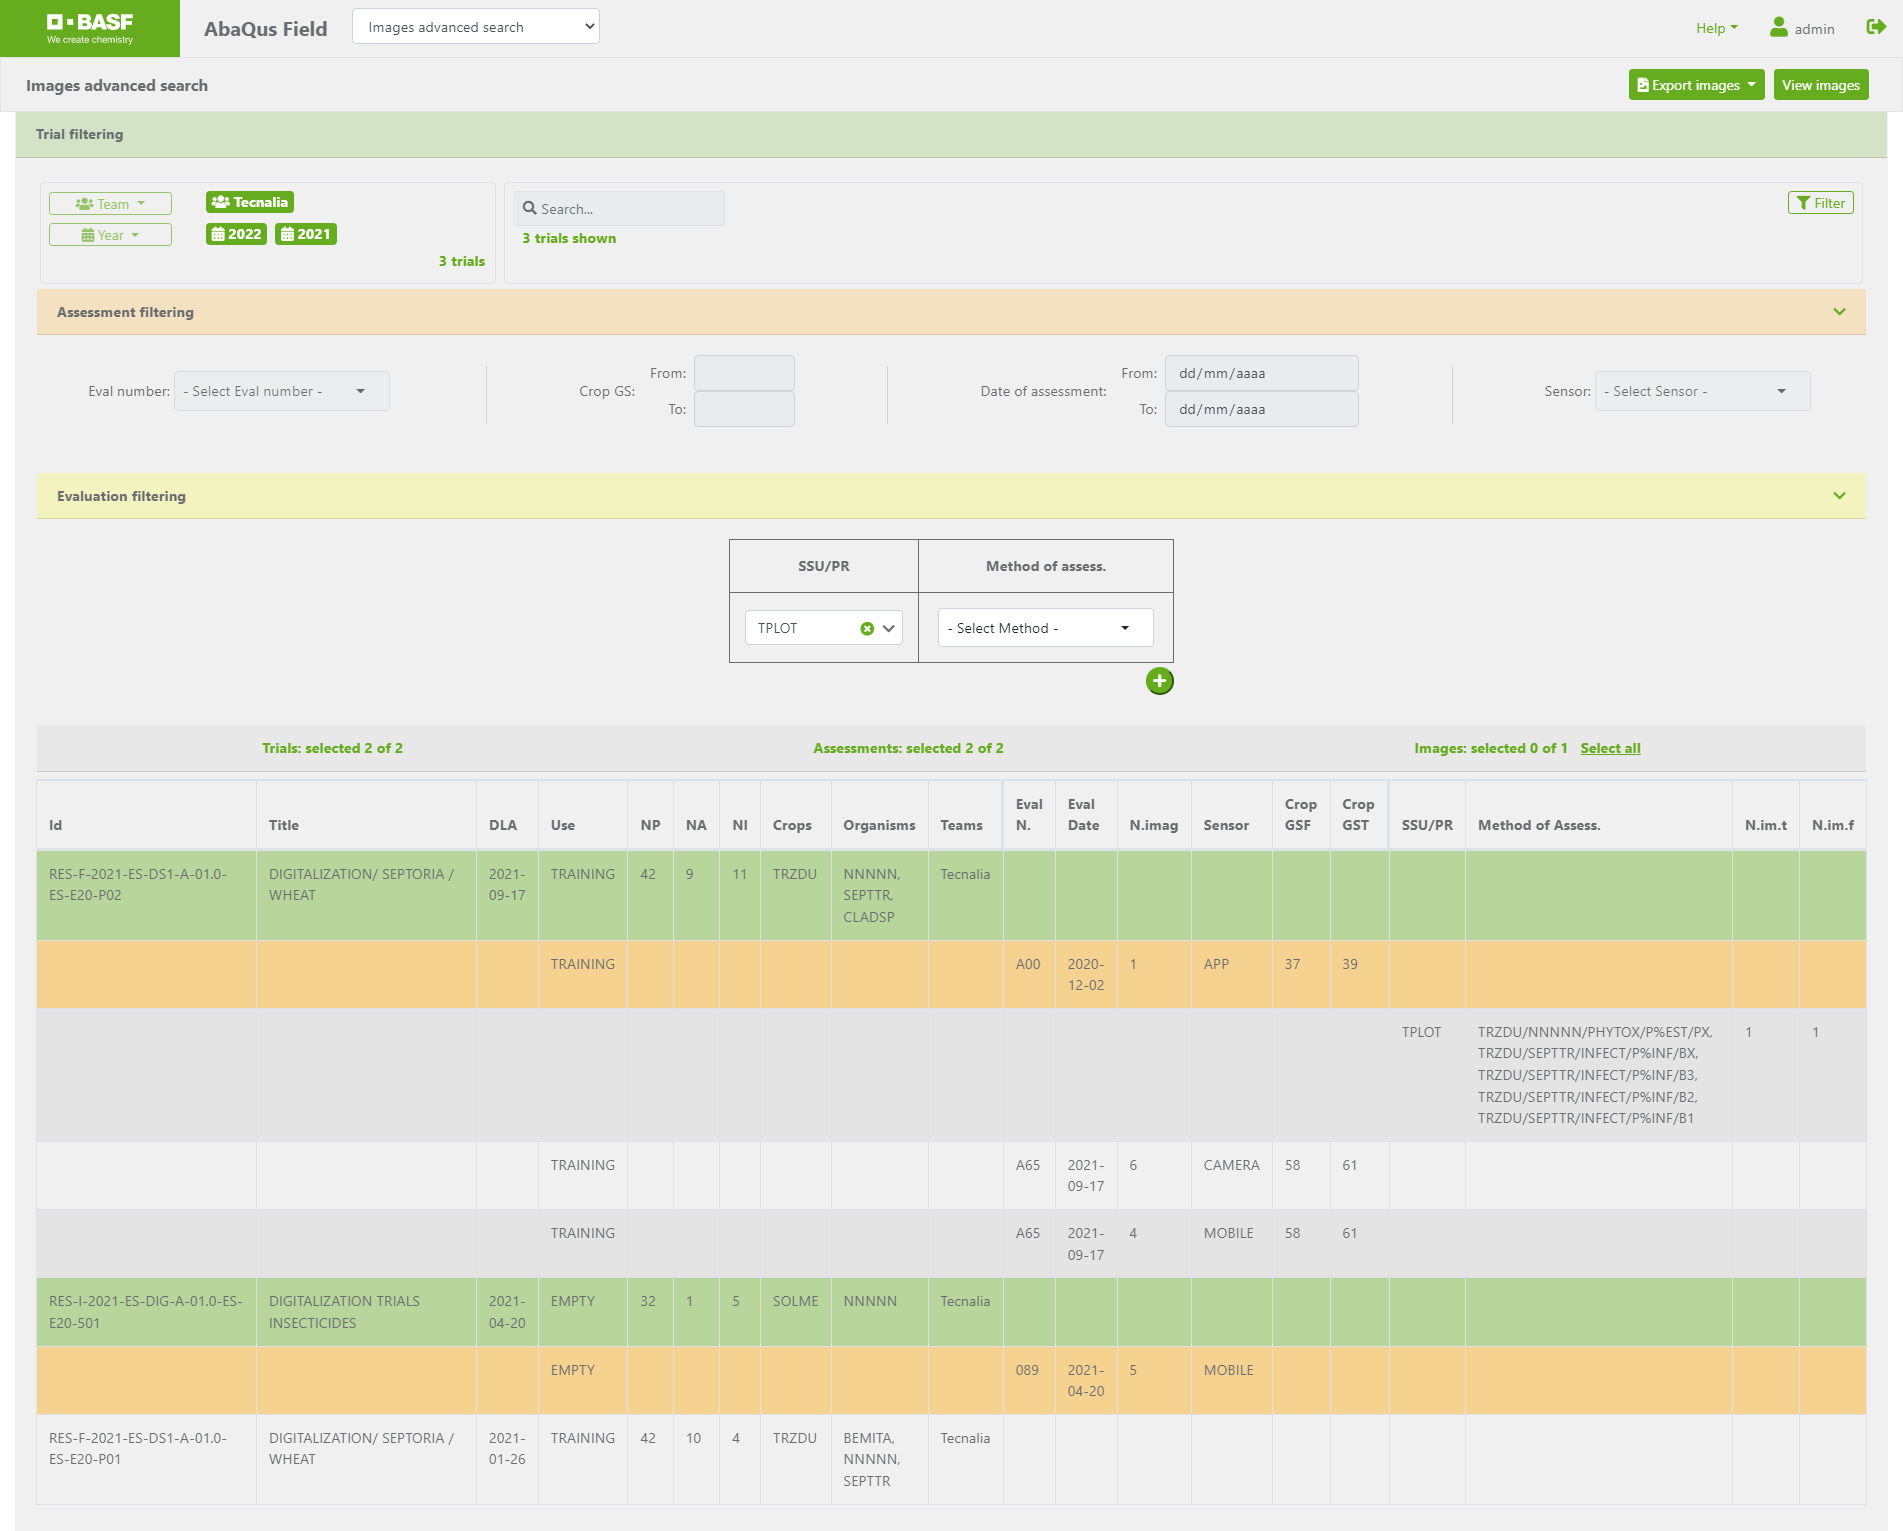 BASF
We create chemistry
AbaQus Field
Images advanced search
Help
admin
Images advanced search
Export images
View images
Trial filtering
Team
Tecnalia
Year
2022
2021
3 trials
Search...
3 trials shown
Filter
Assessment filtering
Eval number:
- Select Eval number -
Crop GS:
From:
To:
Date of assessment:
From:
dd/mm/aaaa
To:
dd/mm/aaaa
Sensor:
- Select Sensor -
Evaluation filtering
SSU/PR
Method of assess.
TPLOT
- Select Method -
Trials: selected 2 of 2
Assessments: selected 2 of 2
Images: selected 0 of 1 Select all
Id
Title
DLA
Use
NP
NA
NI
Crops
Organisms
Teams
Eval
N.
Eval
Date
N.imag
Sensor
Crop
GSF
Crop
GST
SSU/PR
Method of Assess.
N.im.t
N.im.f
RES-F-2021-ES-DS1-A-01.0-
ES-E20-P02
DIGITALIZATION/ SEPTORIA /
WHEAT
2021-
09-17
TRAINING
42
9
11
TRZDU
NNNNN,
SEPTTR,
CLADSP
Tecnalia
TRAINING
A00
2020-
12-02
1
APP
37
39
TPLOT
TRZDU/NNNNN/PHYTOX/P%EST/PX,
TRZDU/SEPTTR/INFECT/P%INF/BX,
TRZDU/SEPTTR/INFECT/P%INF/B3,
TRZDU/SEPTTR/INFECT/P%INF/B2,
TRZDU/SEPTTR/INFECT/P%INF/B1
1
1
TRAINING
A65
2021-
09-17
6
CAMERA
58
61
TRAINING
A65
2021-
09-17
4
MOBILE
58
61
RES-I-2021-ES-DIG-A-01.0-ES-
E20-501
DIGITALIZATION TRIALS
INSECTICIDES
2021-
04-20
EMPTY
32
1
5
SOLME
NNNNN
Tecnalia
EMPTY
089
2021-
04-20
5
MOBILE
RES-F-2021-ES-DS1-A-01.0-
ES-E20-P01
DIGITALIZATION/ SEPTORIA /
WHEAT
2021-
01-26
TRAINING
42
10
4
TRZDU
BEMITA,
NNNNN,
SEPTTR
Tecnalia